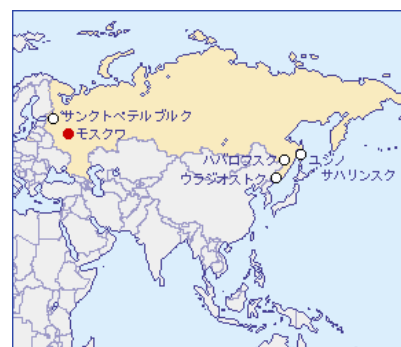 サンクトペテルブルク
モスクワ
ハバロフスク
ユジノ
サハリンスク
ウラジオストク